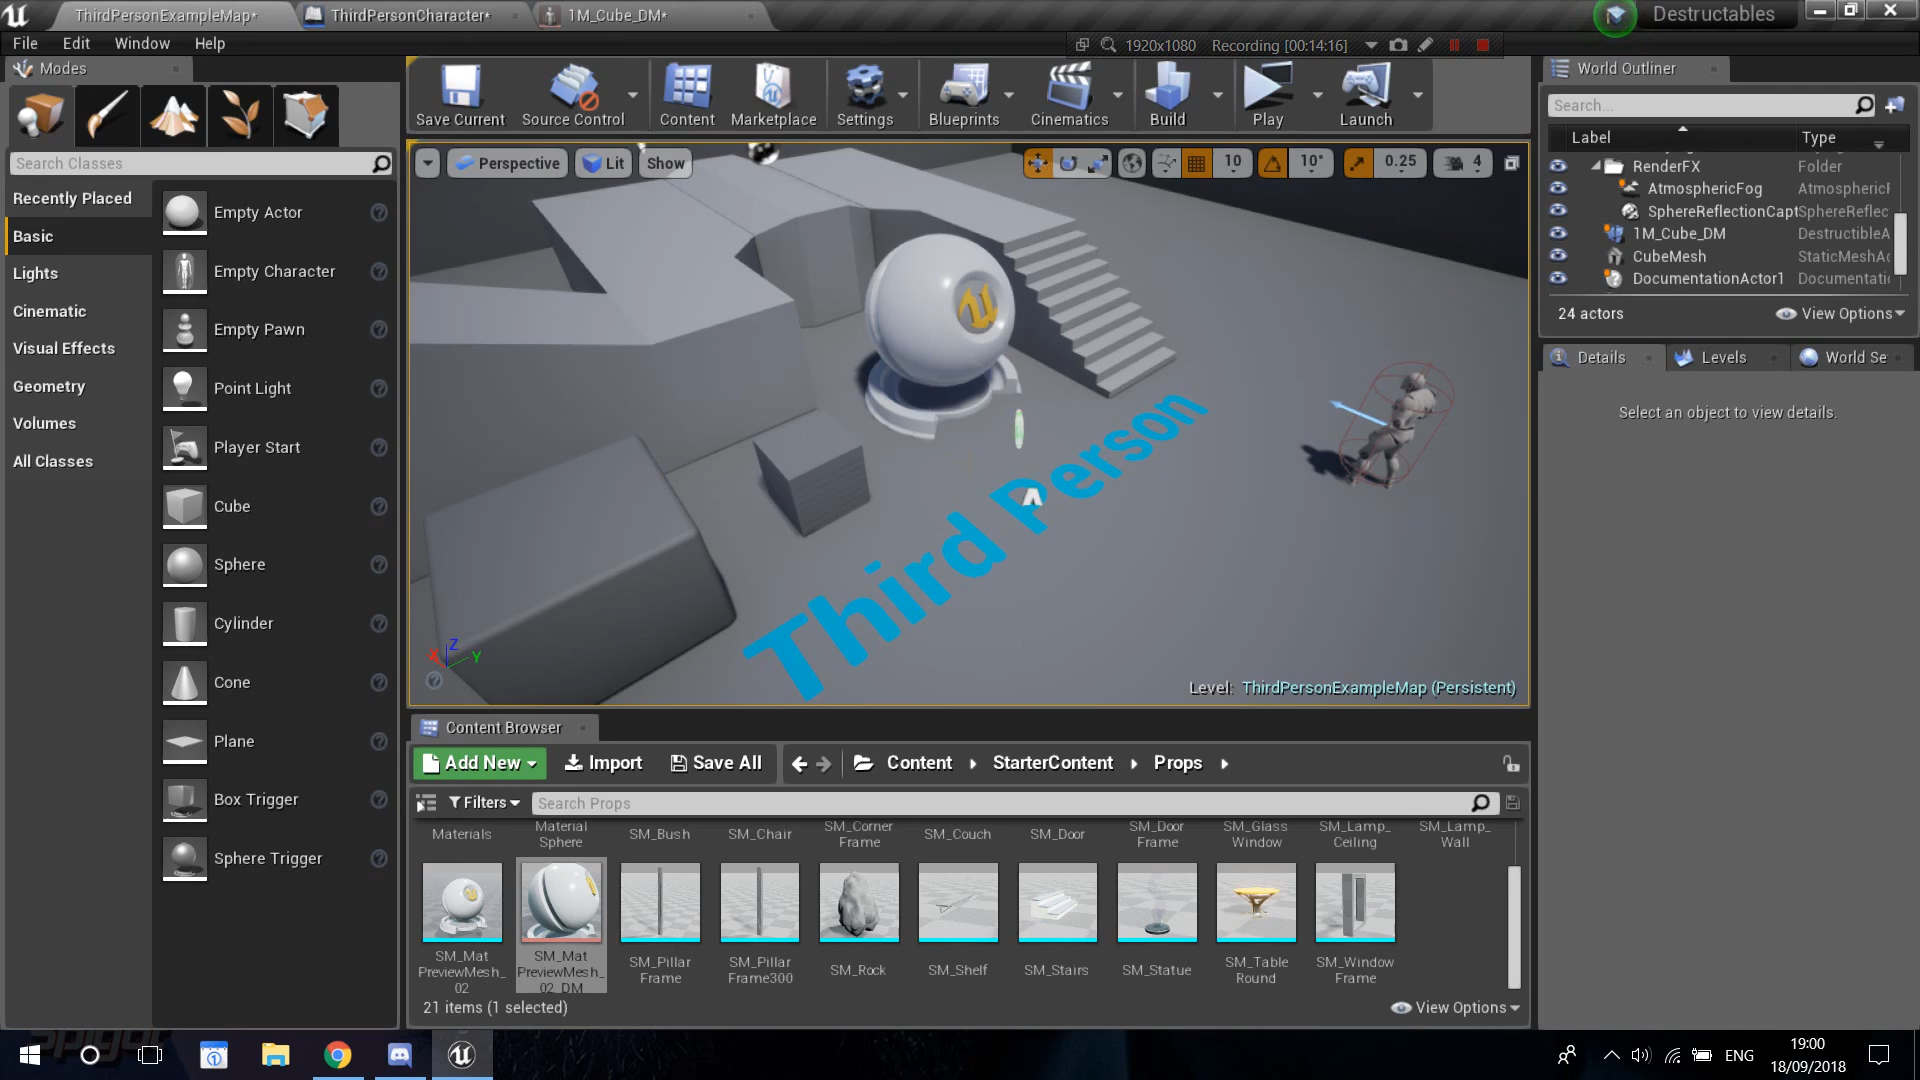 ThirdPersonExampleMap*
ThirdPersonCharacter*
1M_Cube_DM*
Destructables
File Edit Window Help
1920x1080 Recording [00:14:16]
Modes
Search Classes
Recently Placed
Basic
Lights
Cinematic
Visual Effects
Geometry
Volumes
All Classes
Empty Actor
Empty Character
Empty Pawn
Point Light
Player Start
Cube
Sphere
Cylinder
Cone
Plane
Box Trigger
Sphere Trigger
Save Current
Source Control
Content
Marketplace
Settings
Blueprints
Cinematics
Build
Play
Launch
Perspective Lit Show
10 10° 0.25 4
Third Person
X Z Y
Level: ThirdPersonExampleMap (Persistent)
Content Browser
Add New Import Save All Content StarterContent Props
Filters Search Props
Materials
Material
Sphere
SM_Bush
SM_Chair
SM_Corner
Frame
SM_Couch
SM_Door
SM_Door
Frame
SM_Glass
Window
SM_Lamp_
Ceiling
SM_Lamp_
Wall
SM_Mat
PreviewMesh_
02
SM_Mat
PreviewMesh_
02_DM
SM_Pillar
Frame
SM_Pillar
Frame300
SM_Rock
SM_Shelf
SM_Stairs
SM_Statue
SM_Table
Round
SM_Window
Frame
21 items (1 selected)
View Options
World Outliner
Search...
Label Type
RenderFX Folder
AtmosphericFog AtmosphericF
SphereReflectionCapt SphereReflec
1M_Cube_DM DestructibleA
CubeMesh StaticMeshAc
DocumentationActor1 Documentatic
24 actors
View Options
Details Levels World Se
Select an object to view details.
ENG
19:00
18/09/2018